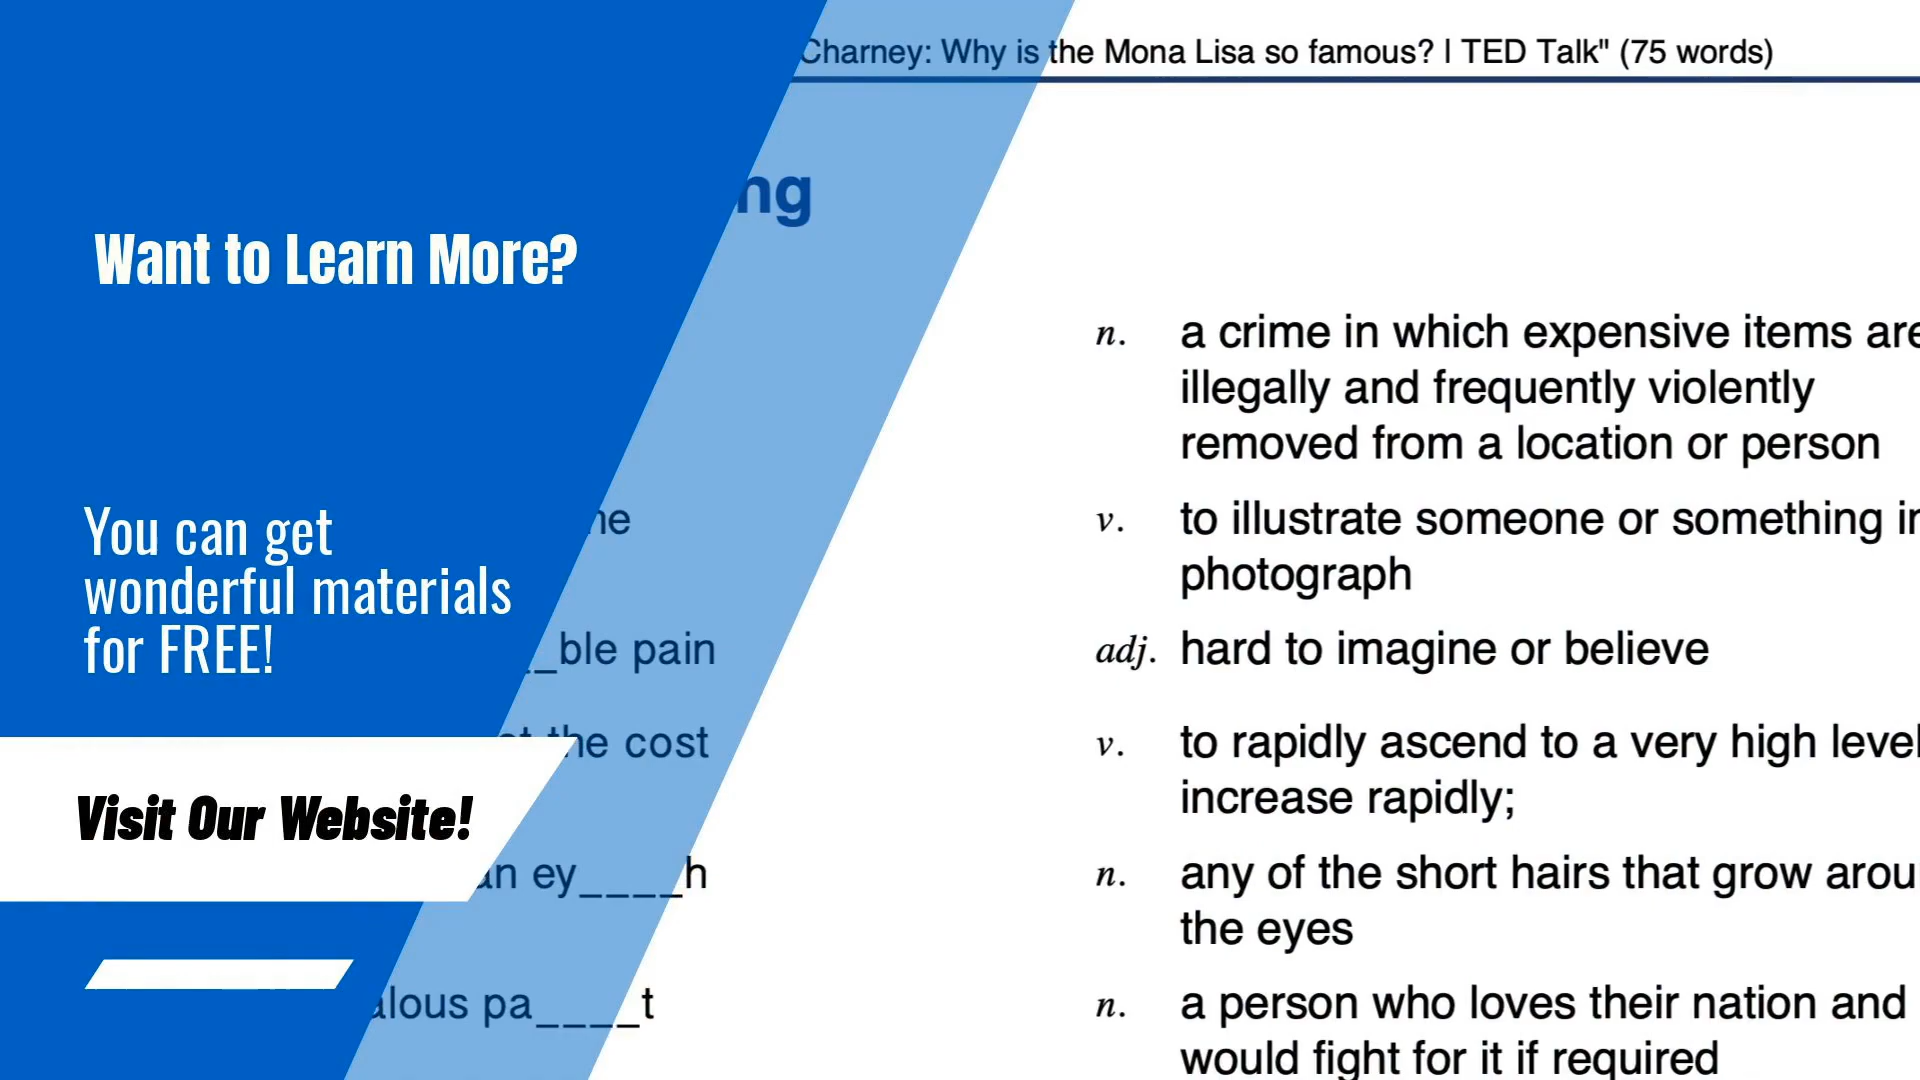 Charney: Why is the Mona Lisa so famous? | TED Talk" (75 words)
ng
Want to Learn More?
You can get
wonderful materials
for FREE!
Visit Our Website!
n. a crime in which expensive items are
illegally and frequently violently
removed from a location or person
v. to illustrate someone or something in
photograph
_ble pain adj. hard to imagine or believe
the cost v. to rapidly ascend to a very high level
increase rapidly;
an ey____h n. any of the short hairs that grow arou
the eyes
alous pa____t n. a person who loves their nation and
would fight for it if required